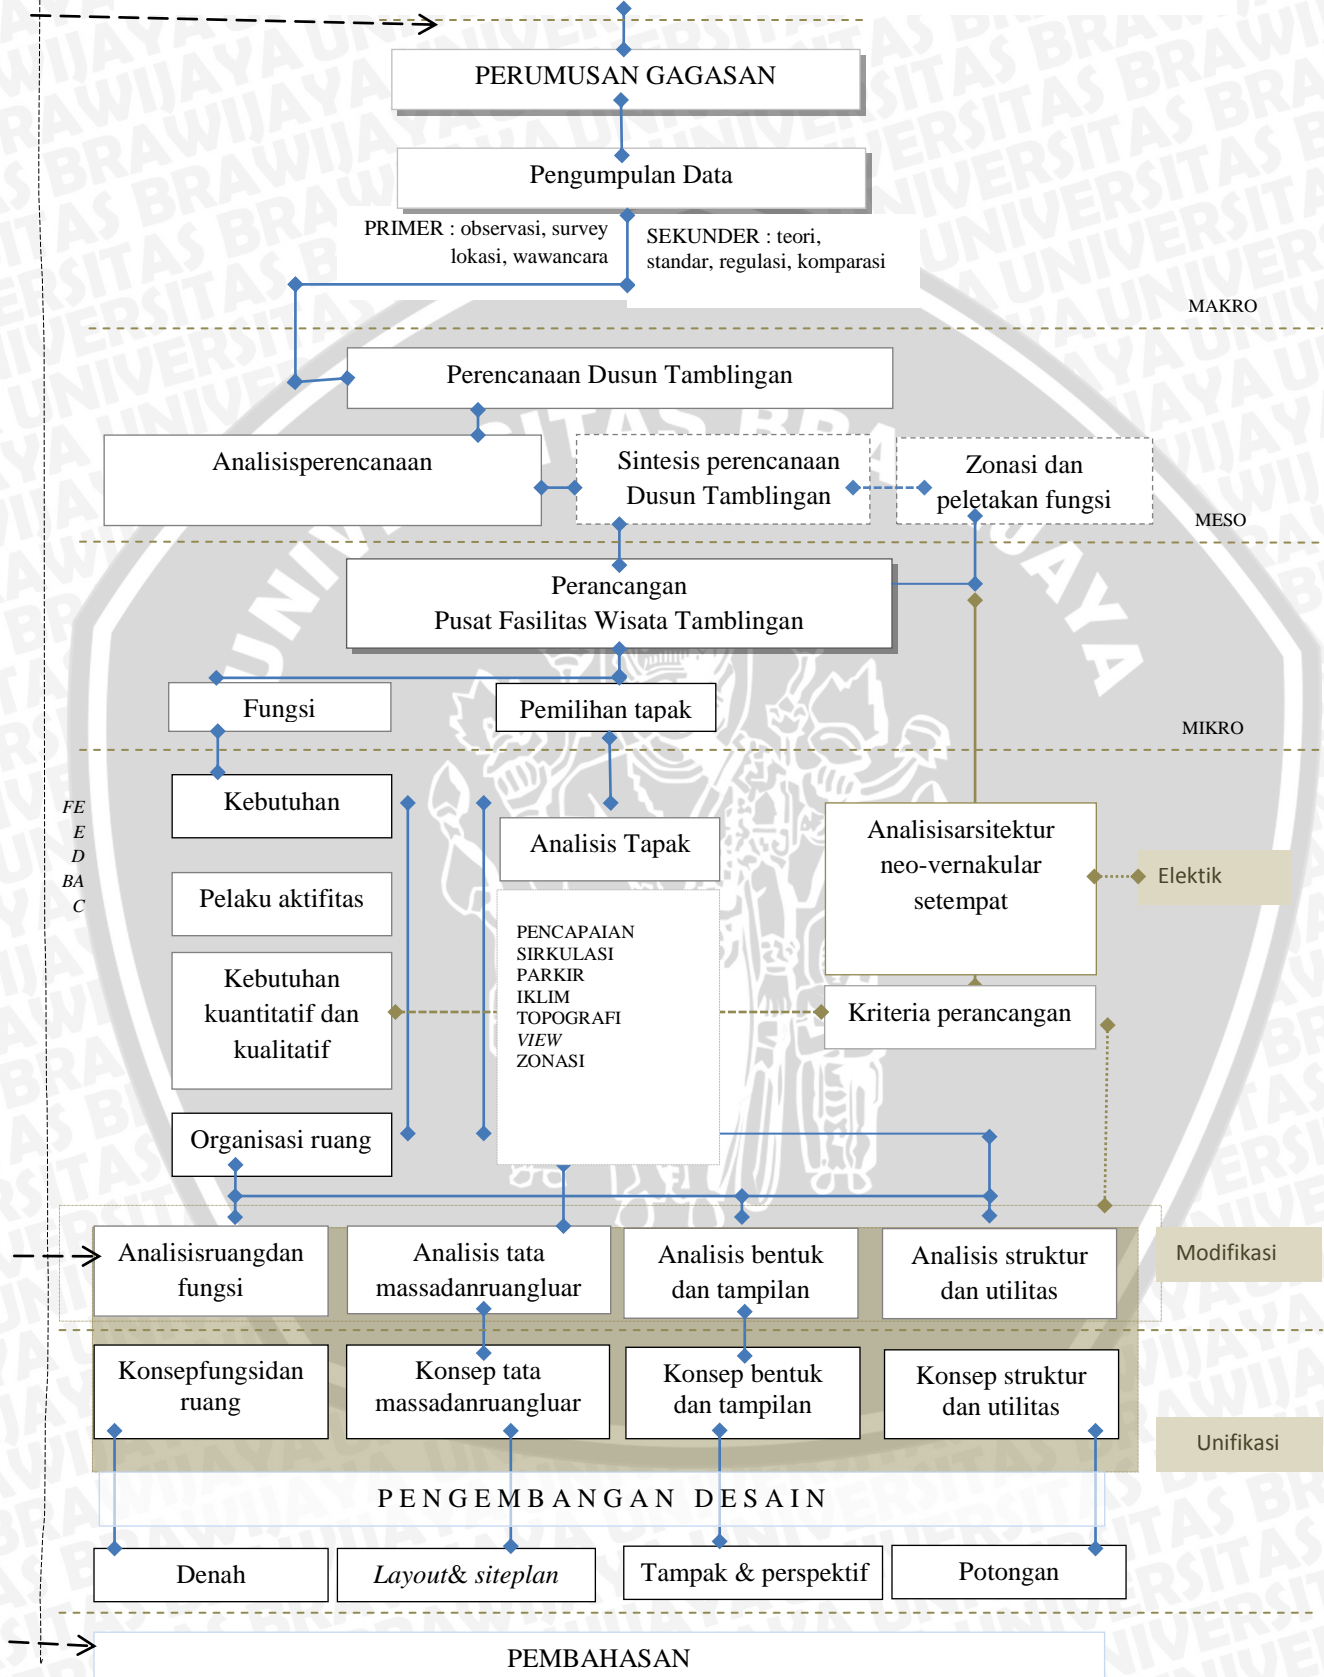 PERUMUSAN GAGASAN
Pengumpulan Data
PRIMER : observasi, survey
lokasi, wawancara
SEKUNDER : teori,
standar, regulasi, komparasi
MAKRO
Perencanaan Dusun Tamblingan
Analisisperencanaan
Sintesis perencanaan
Dusun Tamblingan
Zonasi dan
peletakan fungsi
MESO
Perancangan
Pusat Fasilitas Wisata Tamblingan
Fungsi
Pemilihan tapak
MIKRO
FE
E
D
BA
C
Kebutuhan
Pelaku aktifitas
Kebutuhan
kuantitatif dan
kualitatif
Organisasi ruang
Analisis Tapak
PENCAPAIAN
SIRKULASI
PARKIR
IKLIM
TOPOGRAFI
VIEW
ZONASI
Analisisarsitektur
neo-vernakular
setempat
Elektik
Kriteria perancangan
Analisisruangdan
fungsi
Analisis tata
massadanruangluar
Analisis bentuk
dan tampilan
Analisis struktur
dan utilitas
Modifikasi
Konsepfungsidan
ruang
Konsep tata
massadanruangluar
Konsep bentuk
dan tampilan
Konsep struktur
dan utilitas
Unifikasi
PENGEMBANGAN DESAIN
Denah
Layout& siteplan
Tampak & perspektif
Potongan
PEMBAHASAN
UNIVERSITAS BRAWIJAYA